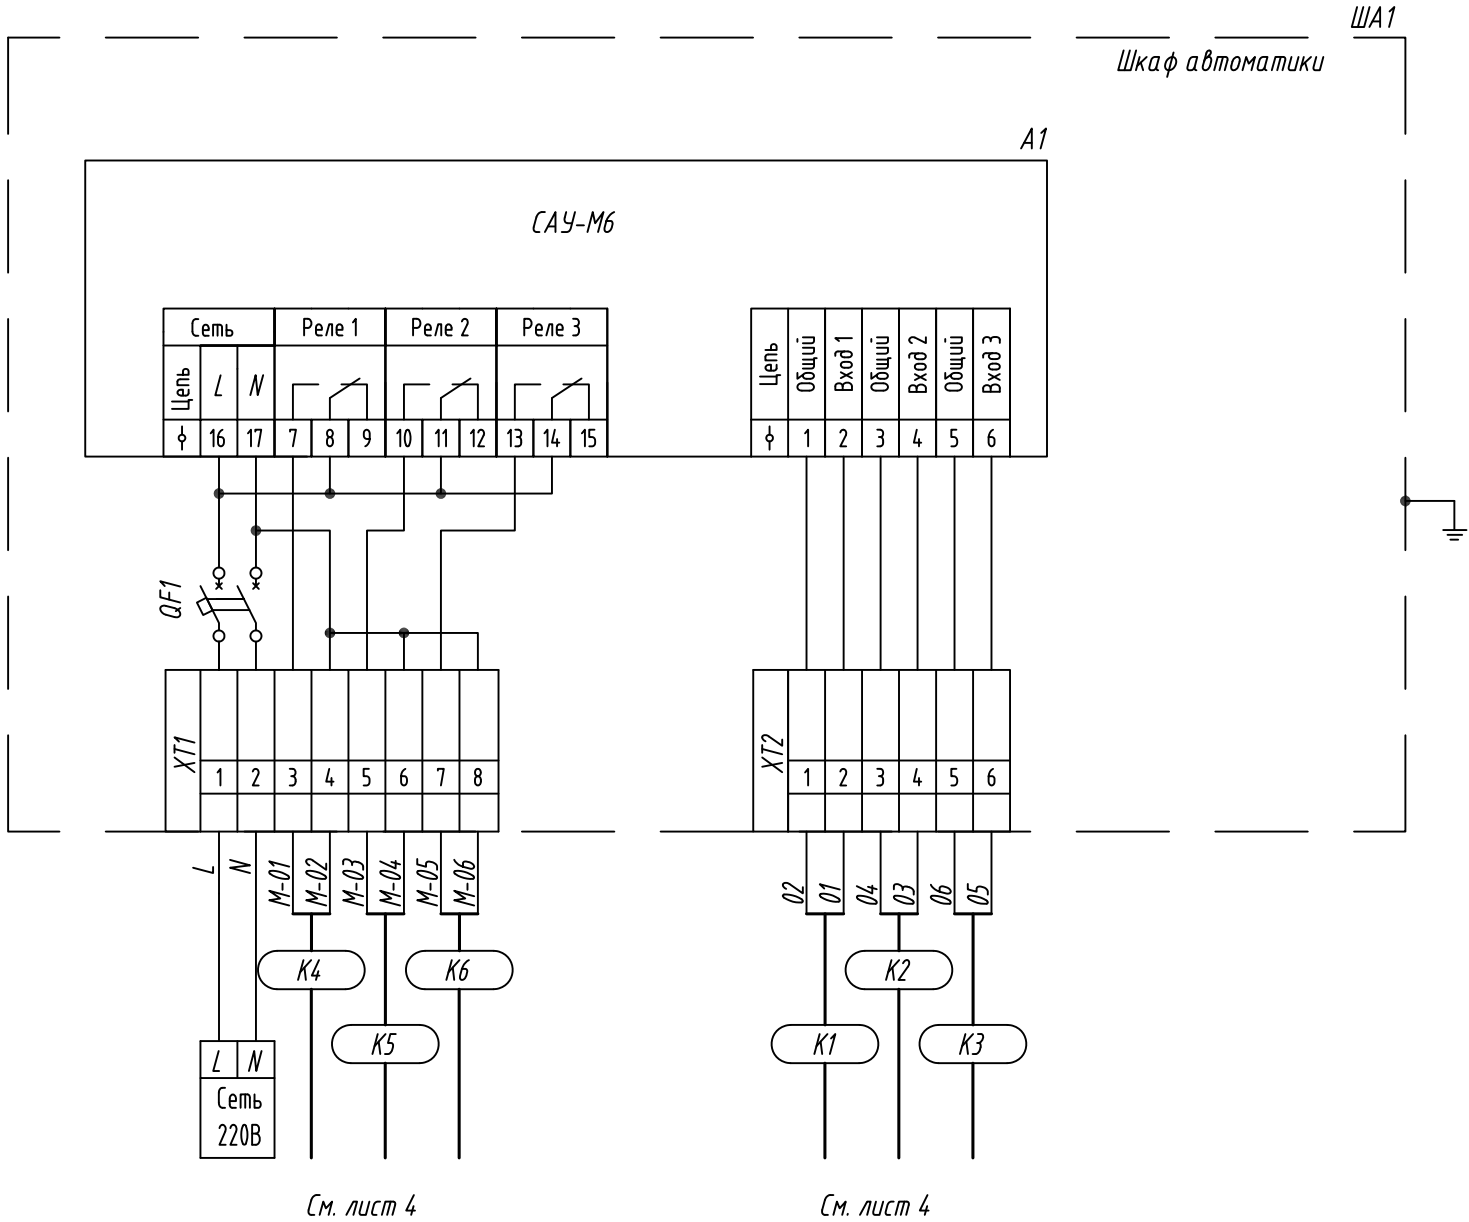 ША1
Шкаф автоматики
А1
САУ-М6
Сеть Реле 1 Реле 2 Реле 3
Цепь L N
16 17 7 8 9 10 11 12 13 14 15
Цепь Общий Вход 1 Общий Вход 2 Общий Вход 3
1 2 3 4 5 6
QF1
XT1
1 2 3 4 5 6 7 8
XT2
1 2 3 4 5 6
L N М-01 М-02 М-03 М-04 М-05 М-06
02 01 04 03 06 05
К4 К6 К2
К5 К1 К3
L N
Сеть
220В
См. лист 4
См. лист 4